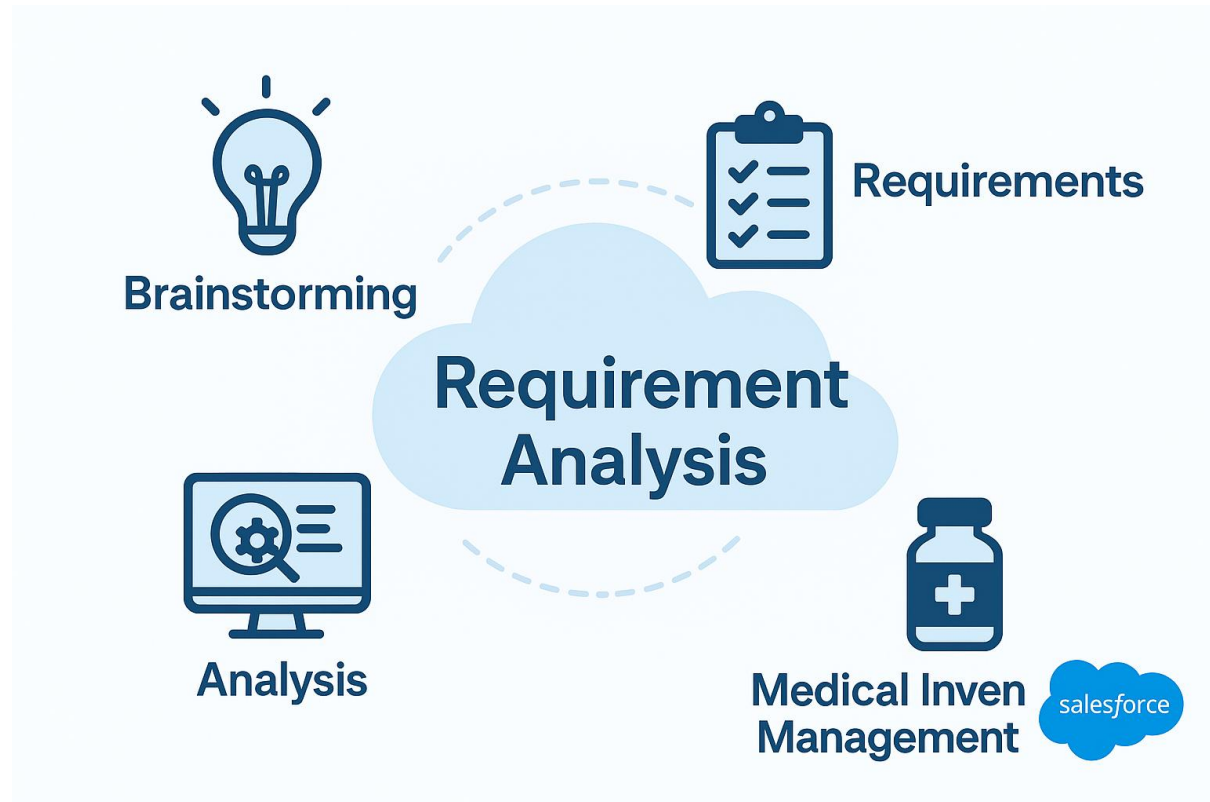 Brainstorming
Requirements
Requirement
Analysis
Analysis
Medical Inven
Management
salesforce